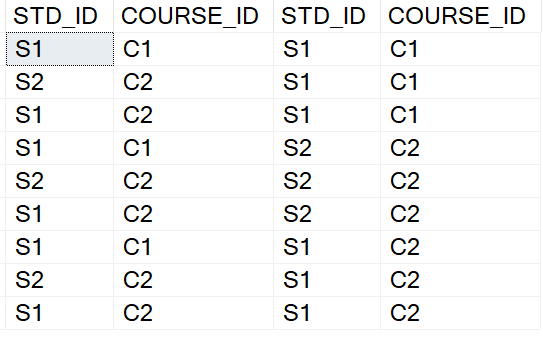 STD_ID COURSE_ID STD_ID COURSE_ID
S1 C1 S1 C1
S2 C2 S1 C1
S1 C2 S1 C1
S1 C1 S2 C2
S2 C2 S2 C2
S1 C2 S2 C2
S1 C1 S1 C2
S2 C2 S1 C2
S1 C2 S1 C2